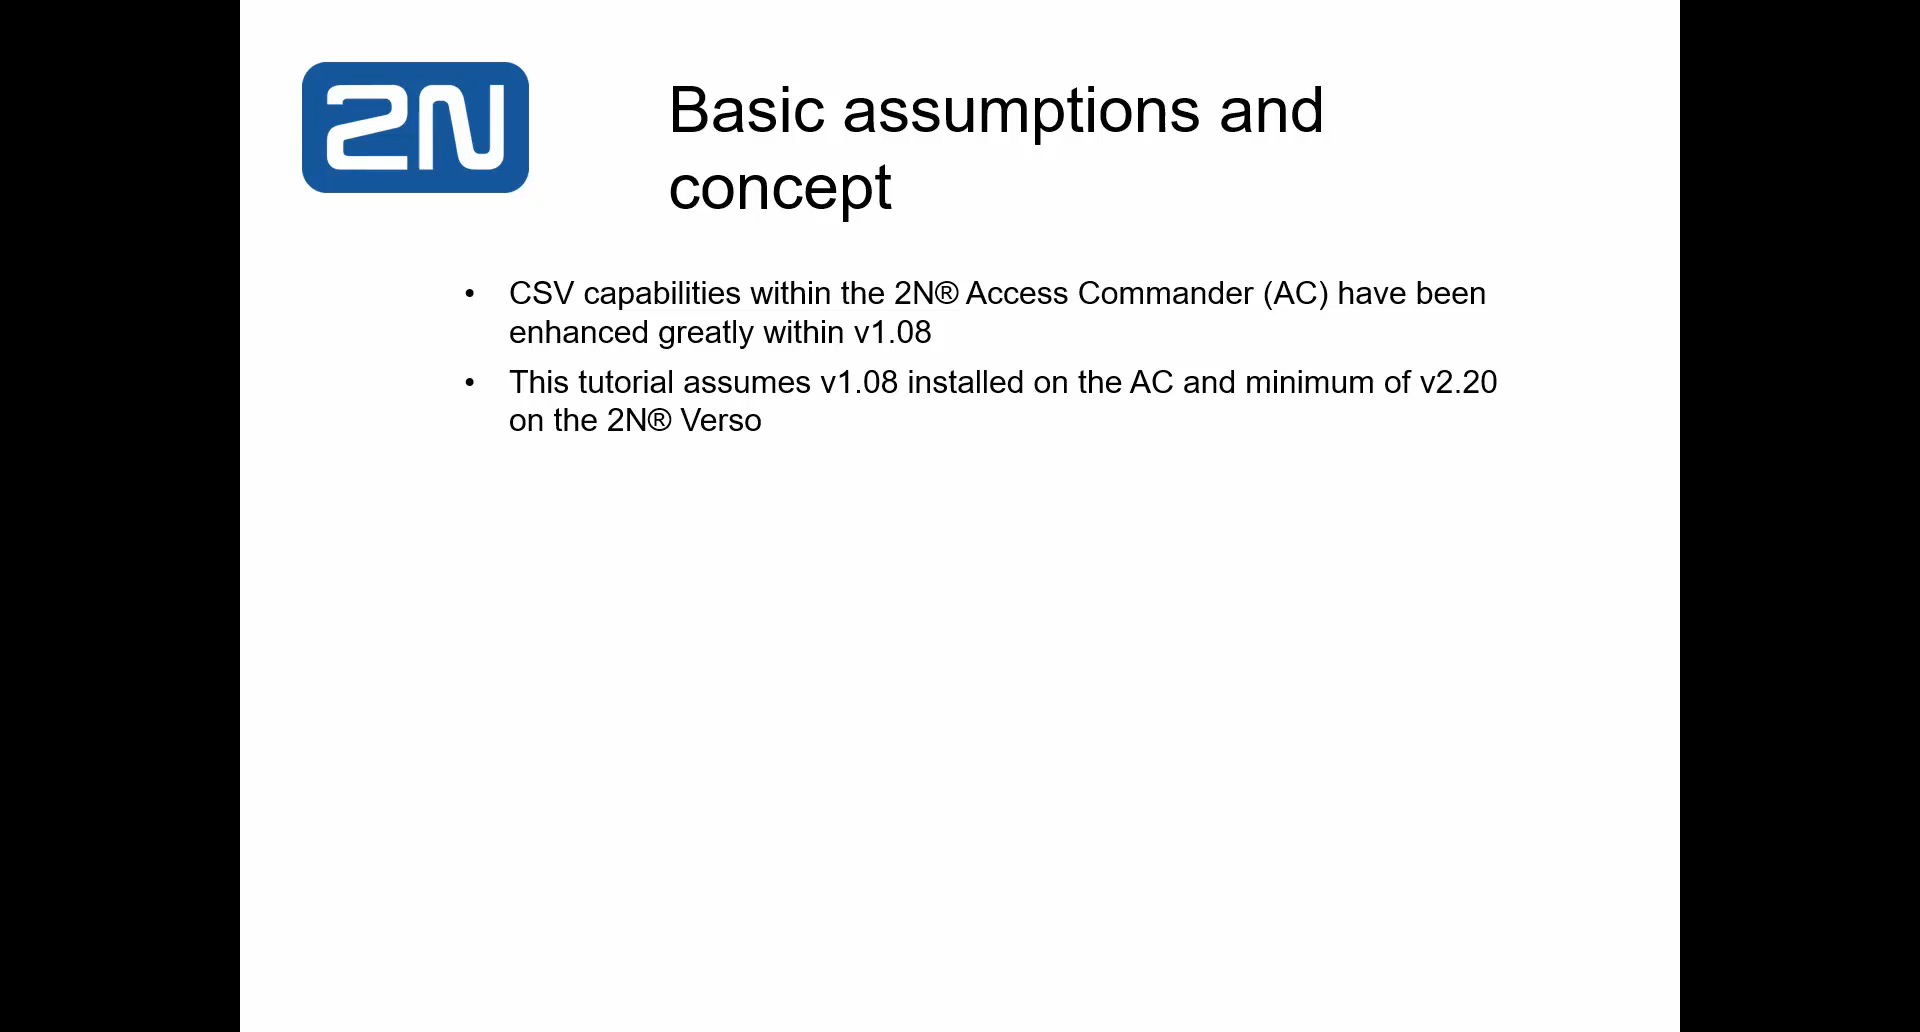 2N
Basic assumptions and
concept
• CSV capabilities within the 2N® Access Commander (AC) have been
enhanced greatly within v1.08
• This tutorial assumes v1.08 installed on the AC and minimum of v2.20
on the 2N® Verso